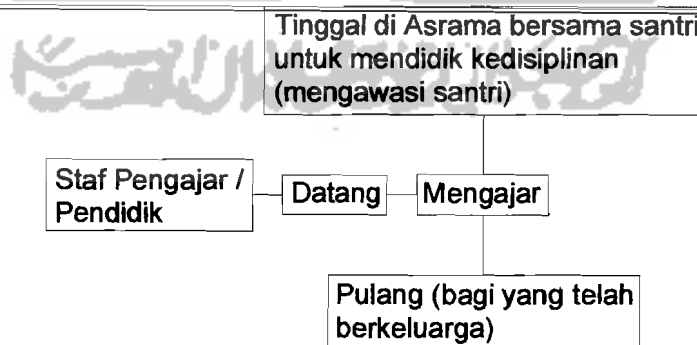 Tinggal di Asrama bersama santri
untuk mendidik kedisiplinan
(mengawasi santri)
Staf Pengajar /
Pendidik
Datang
Mengajar
Pulang (bagi yang telah
berkeluarga)